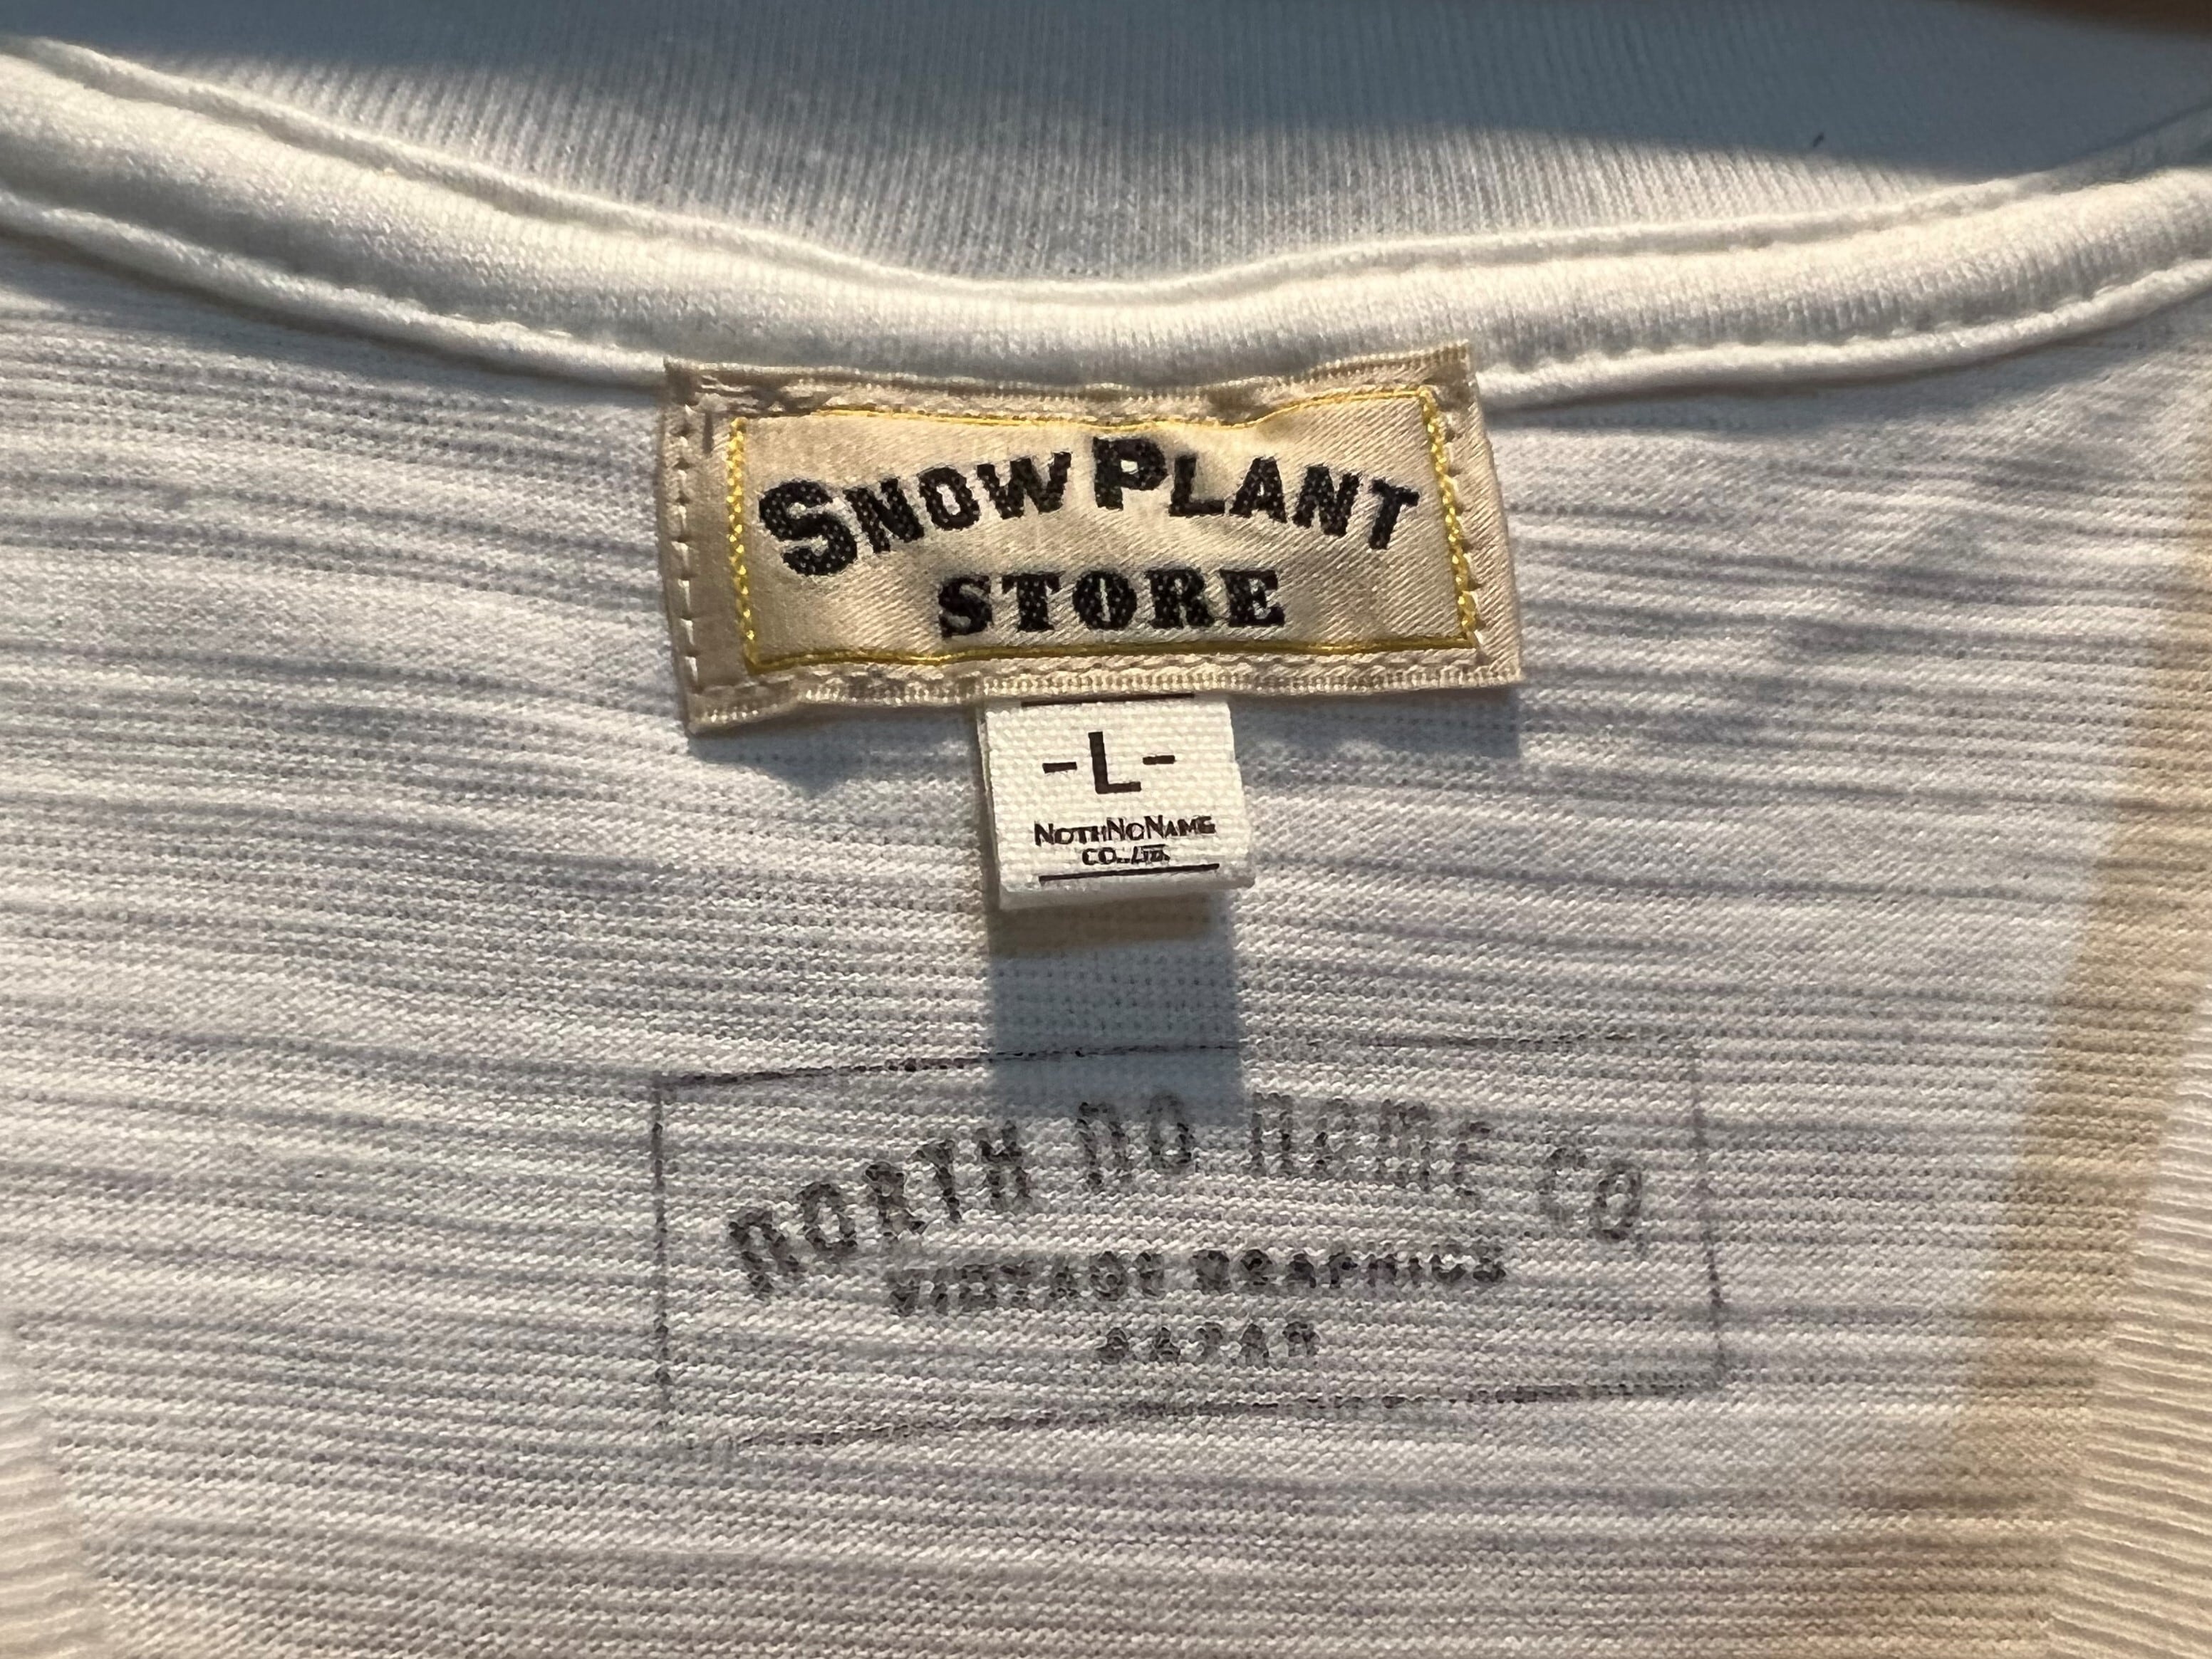 SNOW PLANT
STORE
-L-
NOTHNONAME
CO.,LTD.
NORTH NO NAME CO.
VINTAGE GRAPHICS
JAPAN